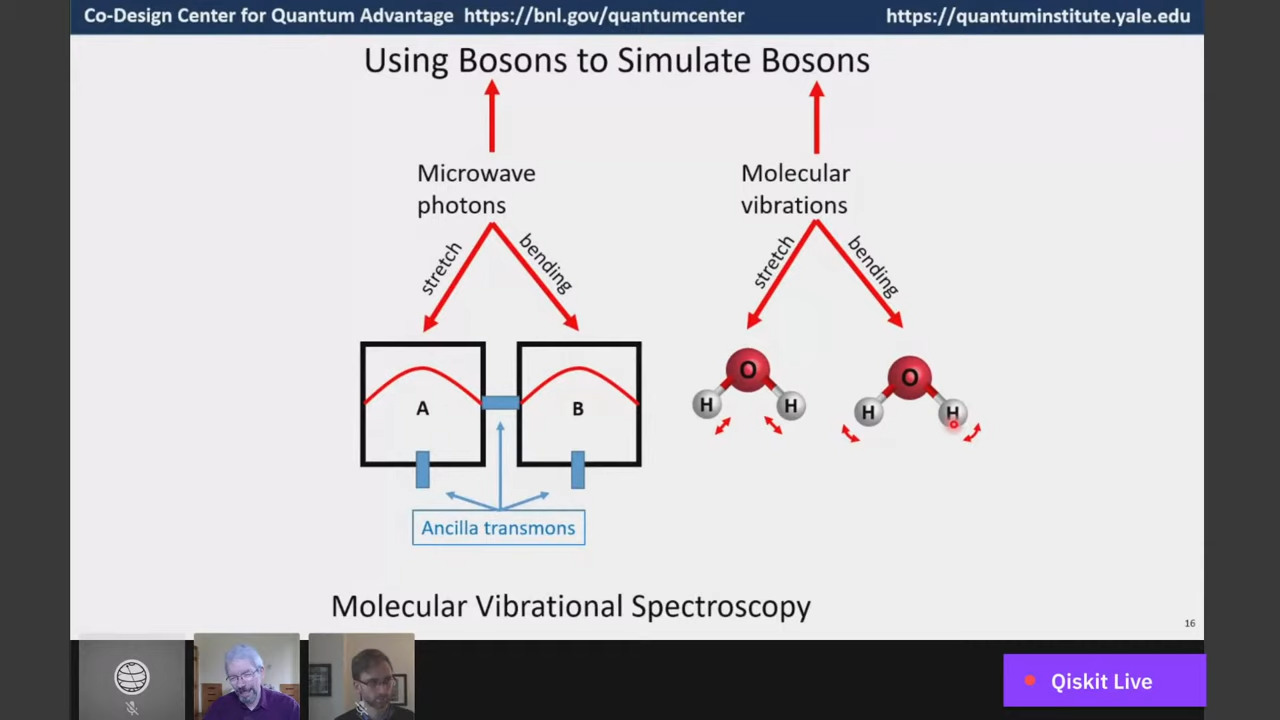 Co-Design Center for Quantum Advantage https://bnl.gov/quantumcenter
https://quantuminstitute.yale.edu
Using Bosons to Simulate Bosons
Microwave
photons
Molecular
vibrations
stretch
bending
stretch
bending
A
B
O
H
H
O
H
H
Ancilla transmons
Molecular Vibrational Spectroscopy
16
Qiskit Live